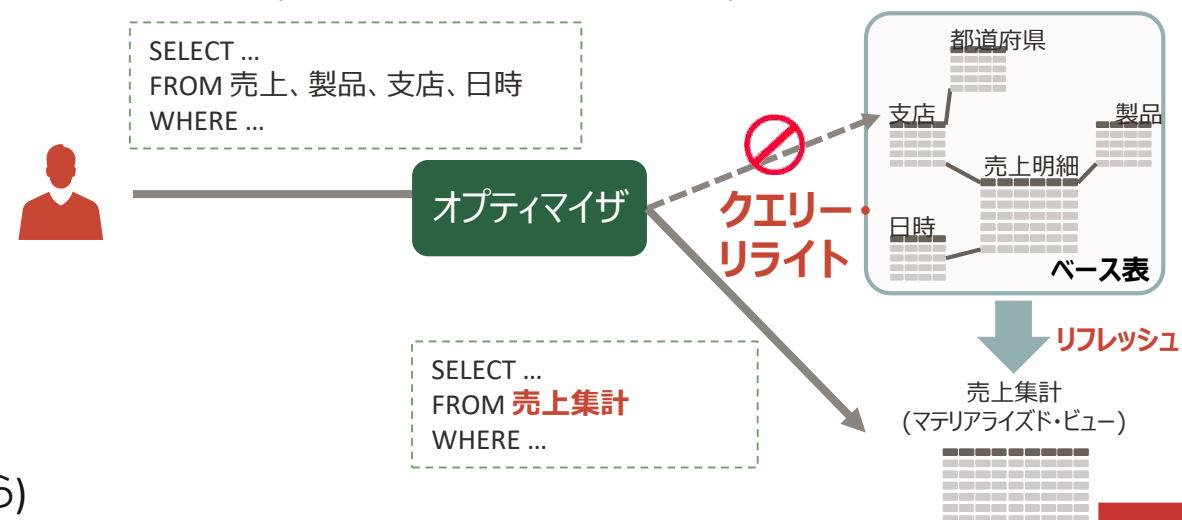 SELECT …
FROM 売上、製品、支店、日時
WHERE …
オプティマイザ
クエリー・
リライト
都道府県
支店
製品
売上明細
日時
ベース表
リフレッシュ
SELECT …
FROM 売上集計
WHERE …
売上集計
(マテリアライズド・ビュー)